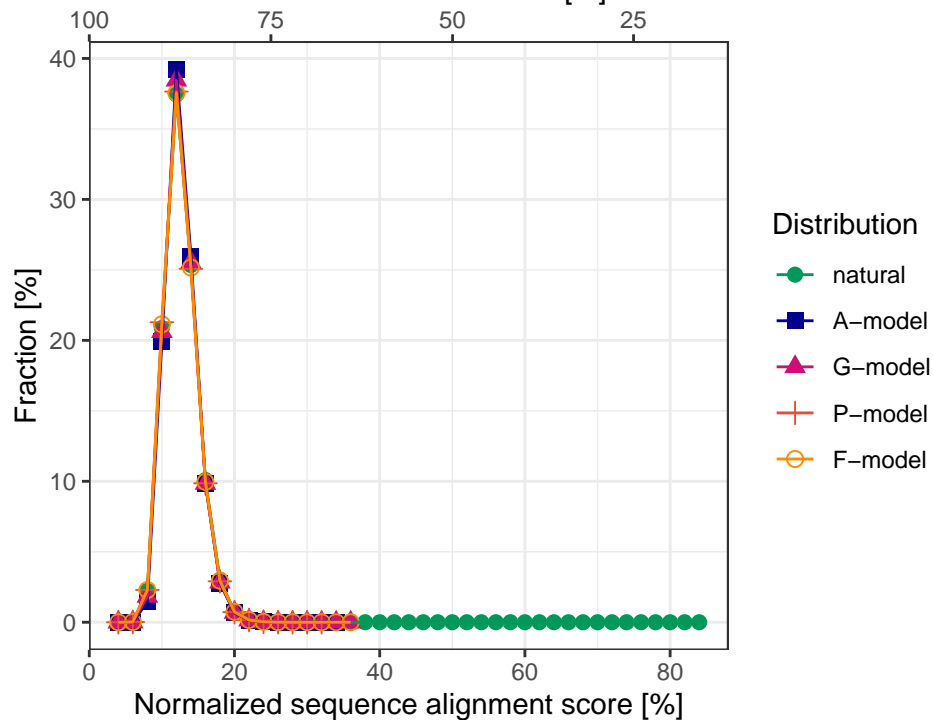 100 75 50 25
40
30
20
10
0
Fraction [%]
0 20 40 60 80
Normalized sequence alignment score [%]
Distribution
natural
A−model
G−model
P−model
F−model